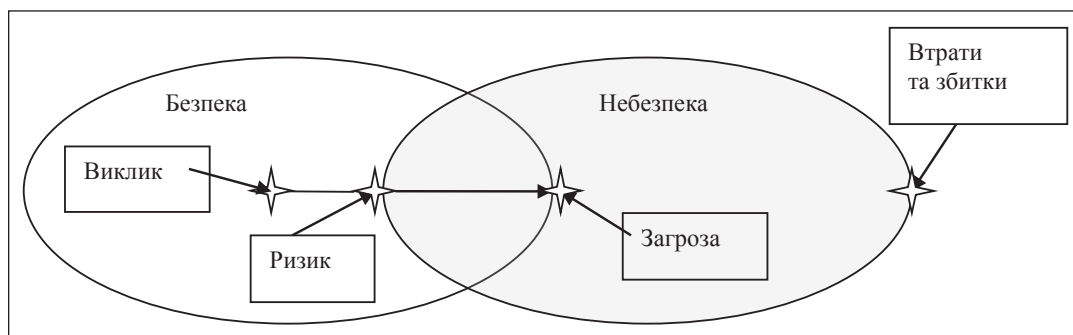 Втрати
та збитки
Безпека
Небезпека
Виклик
Ризик
Загроза